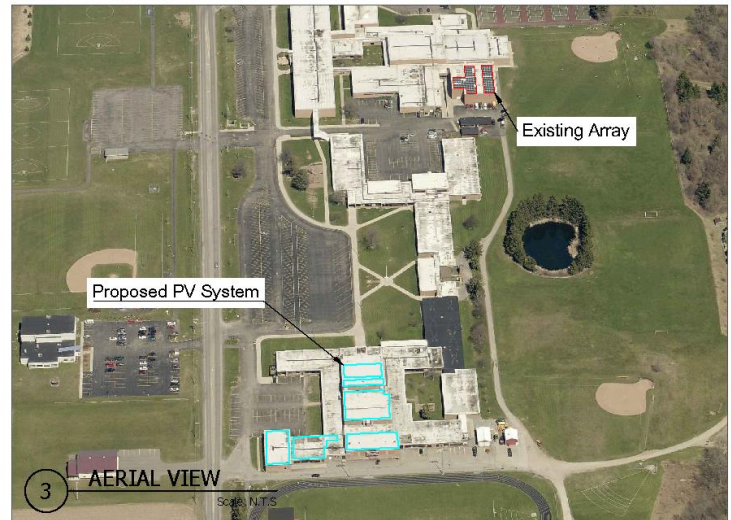 Existing Array
Proposed PV System
3 AERIAL VIEW
Scale: N.T.S